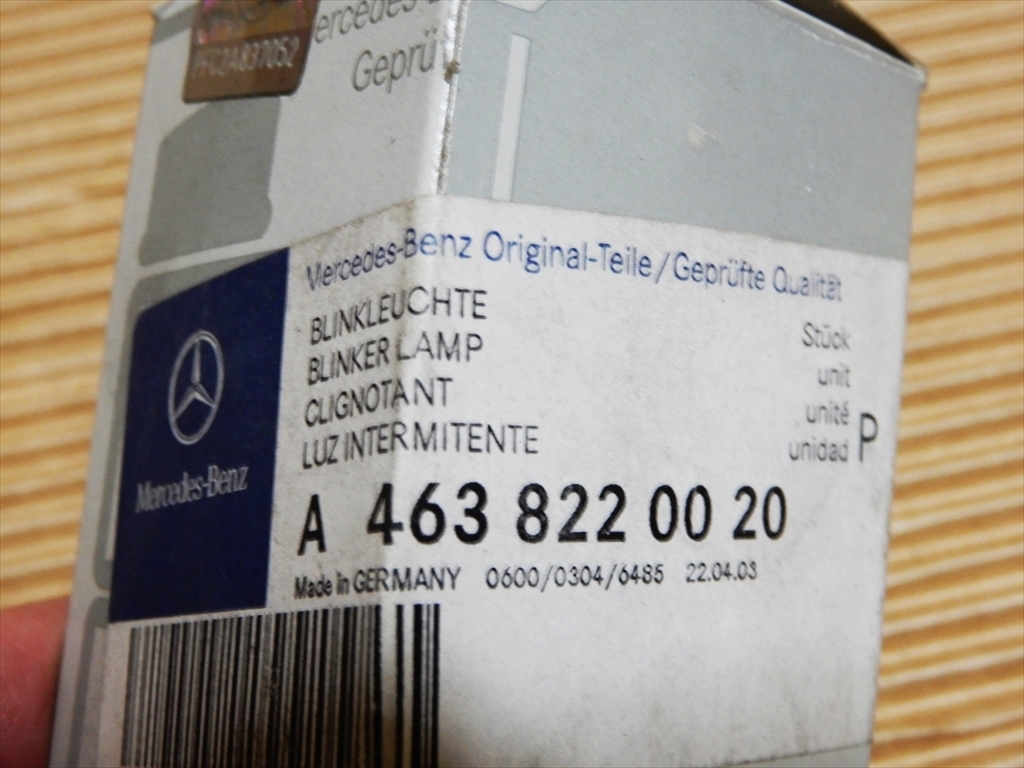 Geprü
Mercedes-Benz Original-Teile/Geprüfte Qualität
BLINKLEUCHTE
BLINKER LAMP
CLIGNOTANT
LUZ INTERMITENTE
Stück
unit
unité
unidad
P
Mercedes-Benz
A 463 822 00 20
Made in GERMANY 0600/0304/6485 22.04.03